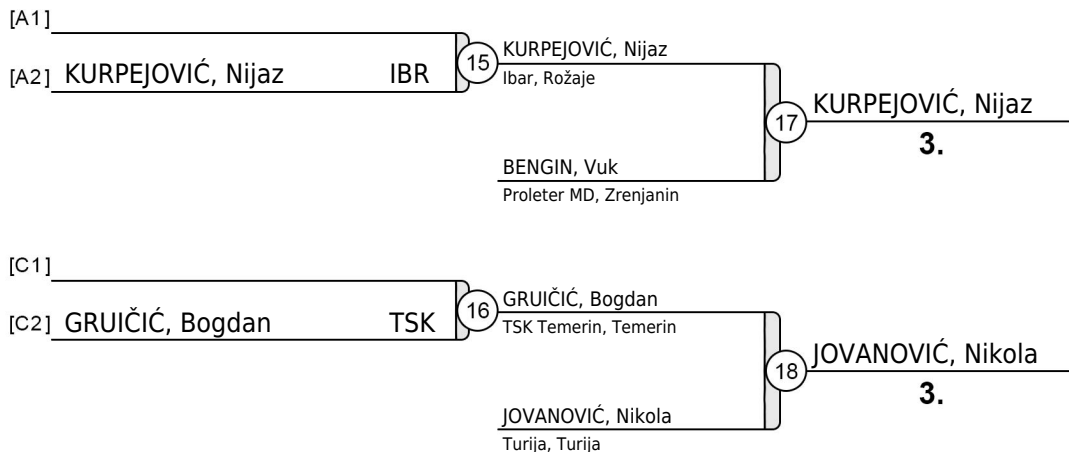 [A1]
[A2] KURPEJOVIĆ, Nijaz IBR
15
KURPEJOVIĆ, Nijaz
Ibar, Rožaje
17
KURPEJOVIĆ, Nijaz
3.
BENGIN, Vuk
Proleter MD, Zrenjanin
[C1]
[C2] GRUIČIĆ, Bogdan TSK
16
GRUIČIĆ, Bogdan
TSK Temerin, Temerin
18
JOVANOVIĆ, Nikola
3.
JOVANOVIĆ, Nikola
Turija, Turija